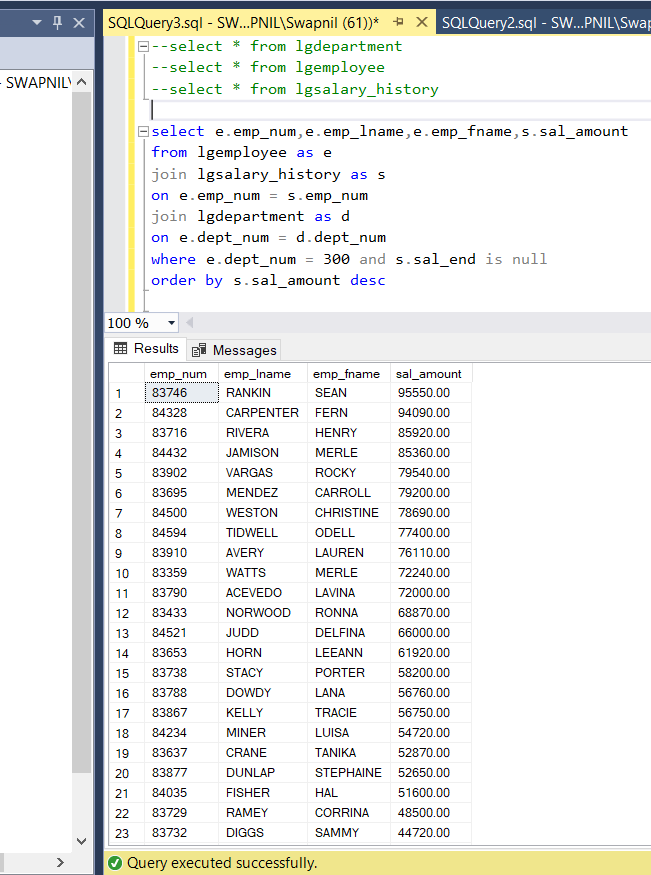 SQLQuery3.sql - SW...PNIL\Swapnil (61))* SQLQuery2.sql - SW...PNIL\Swap
- SWAPNIL\
--select * from lgdepartment
--select * from lgemployee
--select * from lgsalary_history
select e.emp_num,e.emp_lname,e.emp_fname,s.sal_amount
from lgemployee as e
join lgsalary_history as s
on e.emp_num = s.emp_num
join lgdepartment as d
on e.dept_num = d.dept_num
where e.dept_num = 300 and s.sal_end is null
order by s.sal_amount desc
100 %
Results Messages
emp_num emp_lname emp_fname sal_amount
1 83746 RANKIN SEAN 95550.00
2 84328 CARPENTER FERN 94090.00
3 83716 RIVERA HENRY 85920.00
4 84432 JAMISON MERLE 85360.00
5 83902 VARGAS ROCKY 79540.00
6 83695 MENDEZ CARROLL 79200.00
7 84500 WESTON CHRISTINE 78690.00
8 84594 TIDWELL ODELL 77400.00
9 83910 AVERY LAUREN 76110.00
10 83359 WATTS MERLE 72240.00
11 83790 ACEVEDO LAVINA 72000.00
12 83433 NORWOOD RONNA 68870.00
13 84521 JUDD DELFINA 66000.00
14 83653 HORN LEEANN 61920.00
15 83738 STACY PORTER 58200.00
16 83788 DOWDY LANA 56760.00
17 83867 KELLY TRACIE 56750.00
18 84234 MINER LUISA 54720.00
19 83637 CRANE TANIKA 52870.00
20 83877 DUNLAP STEPHAINE 52650.00
21 84035 FISHER HAL 51600.00
22 83729 RAMEY CORRINA 48500.00
23 83732 DIGGS SAMMY 44720.00
Query executed successfully.